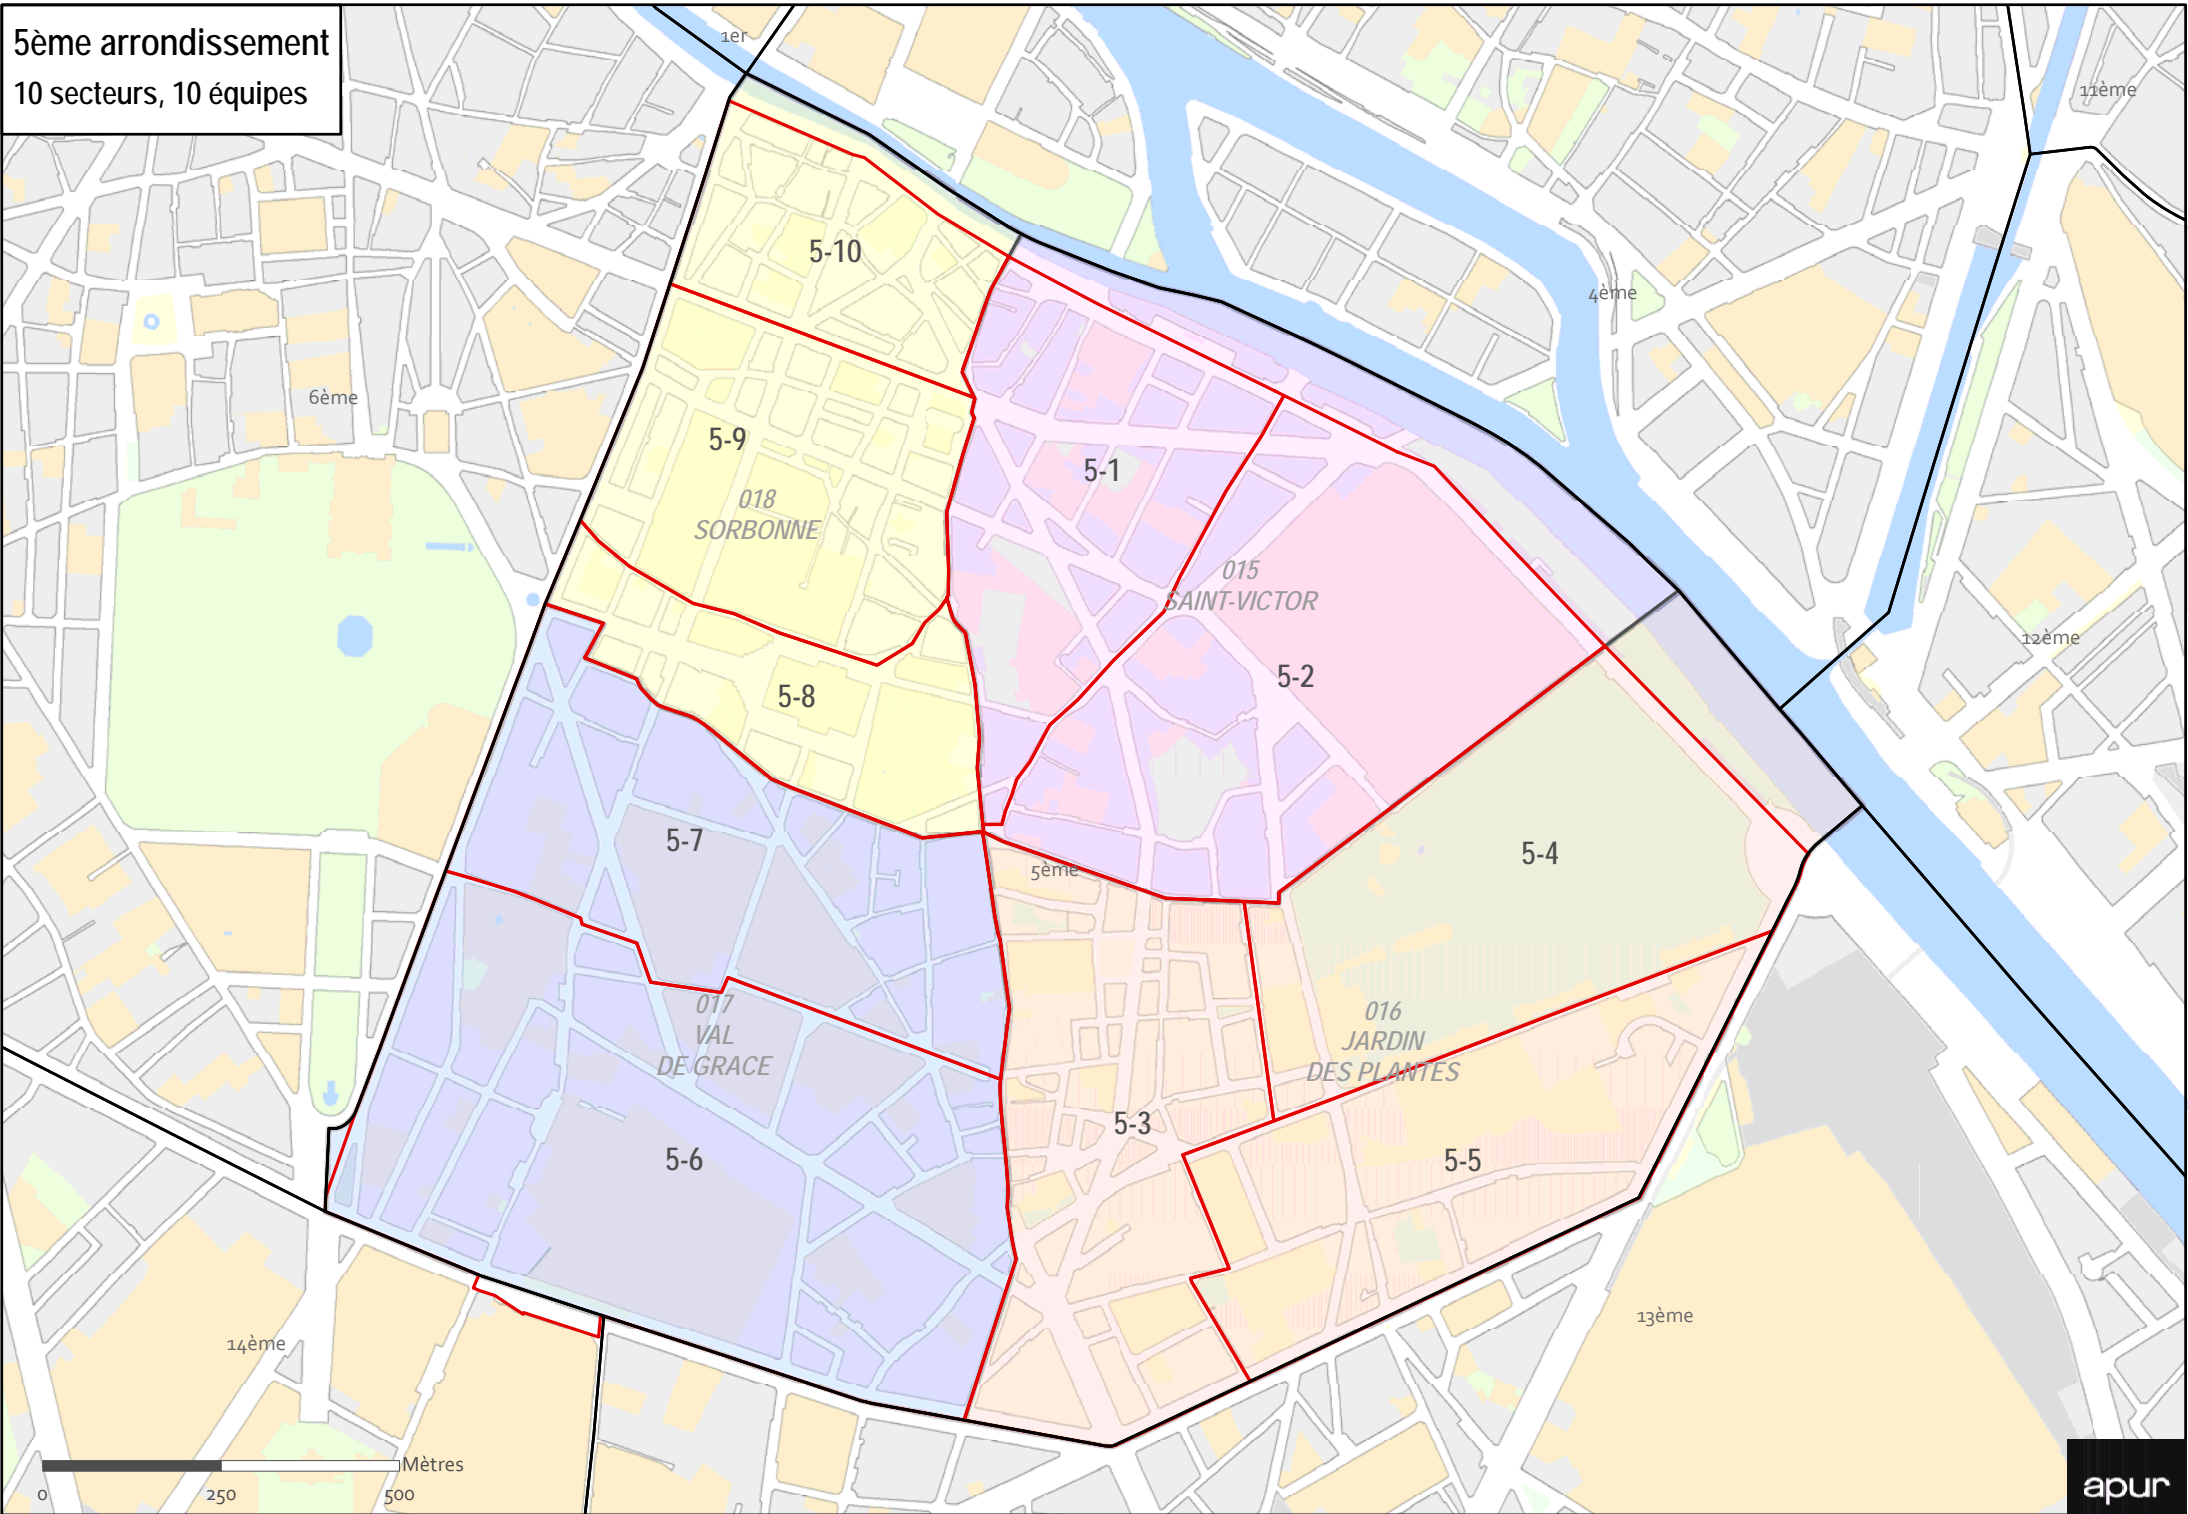 5ème arrondissement
10 secteurs, 10 équipes
1er
11ème
5-10
4ème
6ème
5-9
5-1
018
SORBONNE
015
SAINT-VICTOR
12ème
5-8
5-2
5-7
5-4
5ème
017
VAL
DE GRACE
016
JARDIN
DES PLANTES
5-3
5-6
5-5
13ème
14ème
Mètres
0 250 500
apur